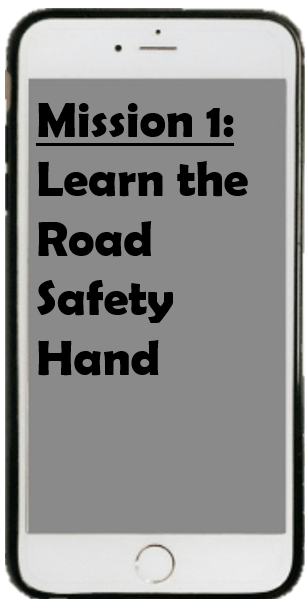 Mission 1:
Learn the
Road
Safety
Hand